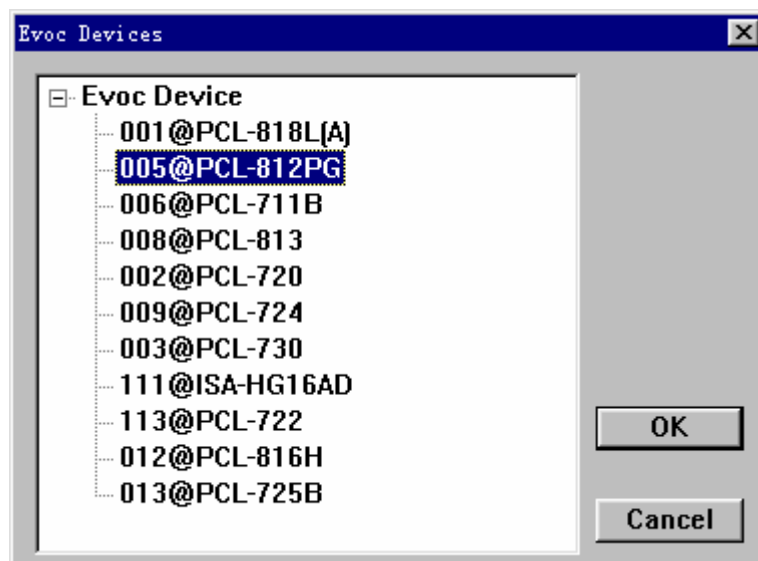 Evoc Devices
Evoc Device
001@PCL-818L(A)
005@PCL-812PG
006@PCL-711B
008@PCL-813
002@PCL-720
009@PCL-724
003@PCL-730
111@ISA-HG16AD
113@PCL-722
012@PCL-816H
013@PCL-725B
OK
Cancel